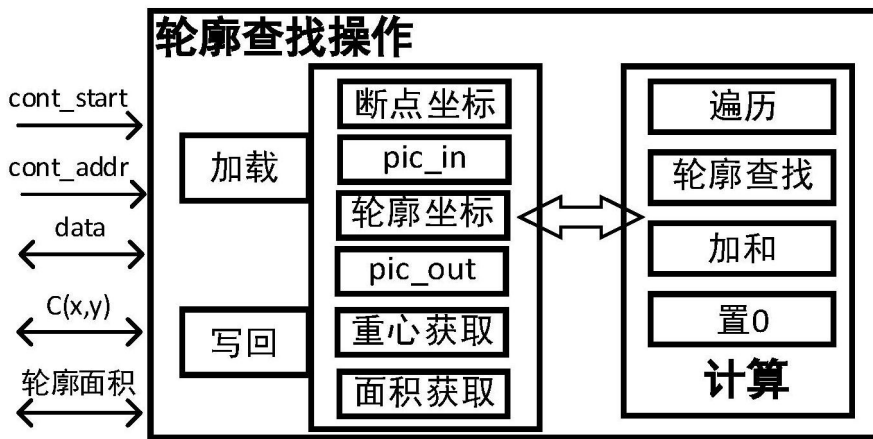 轮廓查找操作
cont_start
cont_addr
data
C(x,y)
轮廓面积
加载
写回
断点坐标
pic_in
轮廓坐标
pic_out
重心获取
面积获取
遍历
轮廓查找
加和
置0
计算